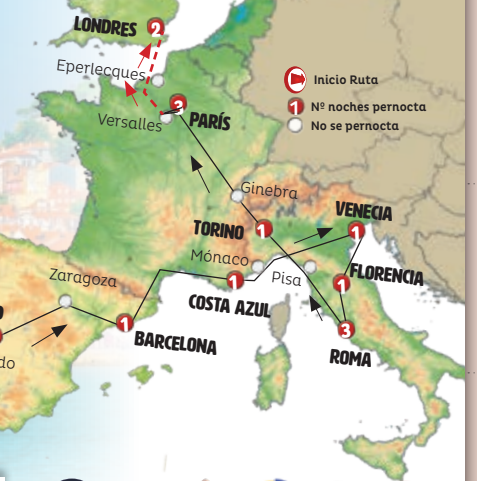 LONDRES
2
Eperlecques
Inicio Ruta
1 Nº noches pernocta
No se pernocta
Versalles
PARÍS
Ginebra
VENECIA
1
TORINO
1
Mónaco
Pisa
FLORENCIA
1
Zaragoza
1
COSTA AZUL
1
BARCELONA
3
ROMA
do